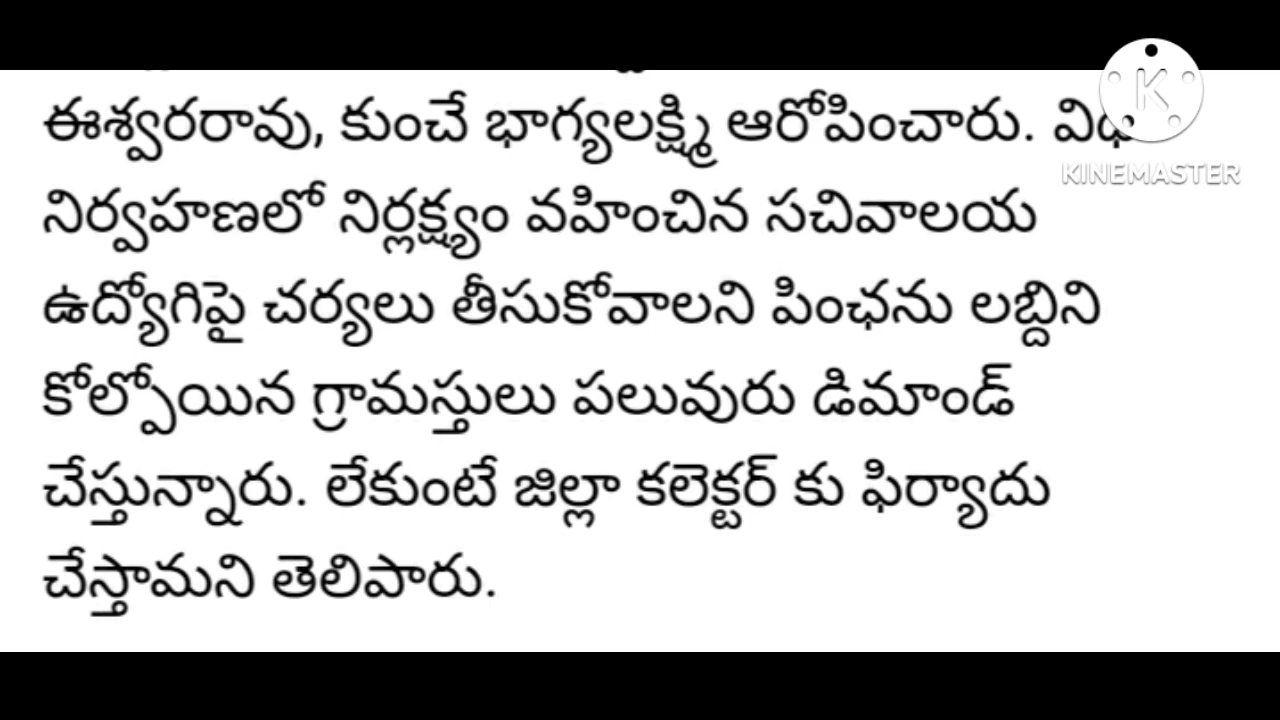 ఈశ్వరరావు, కుంచే భాగ్యలక్ష్మి ఆరోపించారు.
నిర్వహణలో నిర్లక్ష్యం వహించిన సచివాలయ
ఉద్యోగిపై చర్యలు తీసుకోవాలని పింఛను లబ్దిని
కోల్పోయిన గ్రామస్తులు పలువురు డిమాండ్
చేస్తున్నారు. లేకుంటే జిల్లా కలెక్టర్ కు ఫిర్యాదు
చేస్తామని తెలిపారు.
K
KINEMASTER